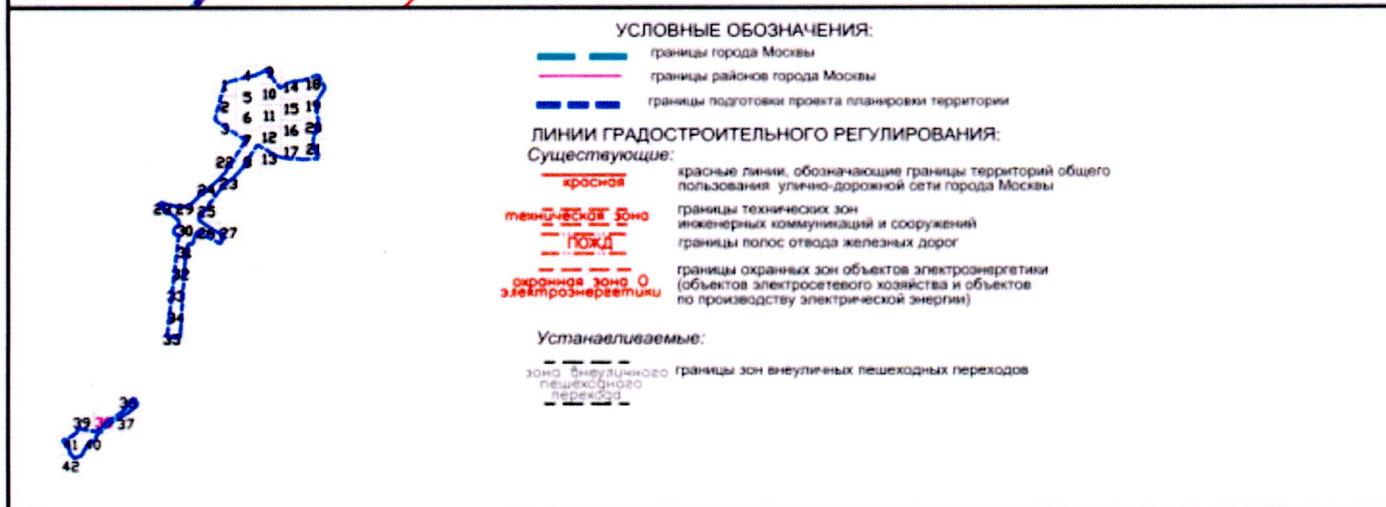 УСЛОВНЫЕ ОБОЗНАЧЕНИЯ:
границы города Москвы
границы районов города Москвы
границы подготовки проекта планировки территории
ЛИНИИ ГРАДОСТРОИТЕЛЬНОГО РЕГУЛИРОВАНИЯ:
Существующие:
красная
красные линии, обозначающие границы территорий общего
пользования улично-дорожной сети города Москвы
техническая зона
границы технических зон
инженерных коммуникаций и сооружений
ПОЖД
границы полос отвода железных дорог
охранная зона О
электроэнергетики
границы охранных зон объектов электроэнергетики
(объектов электросетевого хозяйства и объектов
по производству электрической энергии)
Устанавливаемые:
зона внеуличного
пешеходного
перехода
границы зон внеуличных пешеходных переходов
1 4 9 14 18
2 5 10 15 19
3 6 11 16 20
7 12 17 21
22 8 13
24 23
28 29 25
30 26 27
31
32
33
34
35
36
39 38 37
41 40
42